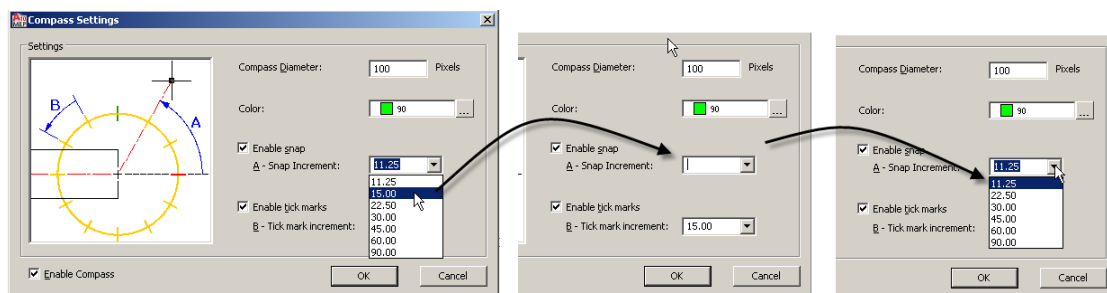 Compass Settings
Settings
Compass Diameter: 100 Pixels
Color: 90 ...
B
A
Enable snap
A - Snap Increment: 11.25
11.25
15.00
22.50
30.00
45.00
60.00
90.00
Enable tick marks
B - Tick mark increment:
Enable Compass
OK Cancel
Compass Diameter: 100 Pixels
Color: 90 ...
Enable snap
A - Snap Increment:
Enable tick marks
B - Tick mark increment: 15.00
OK Cancel
Compass Diameter: 100 Pixels
Color: 90 ...
Enable snap
A - Snap Increment: 11.25
11.25
22.50
30.00
45.00
60.00
90.00
Enable tick marks
B - Tick mark increment:
OK Cancel